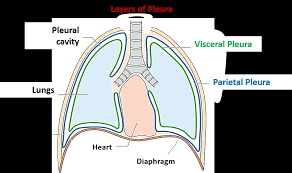 Layers of Pleura
Pleural
cavity
Visceral Pleura
Parietal Pleura
Lungs
Heart
Diaphragm